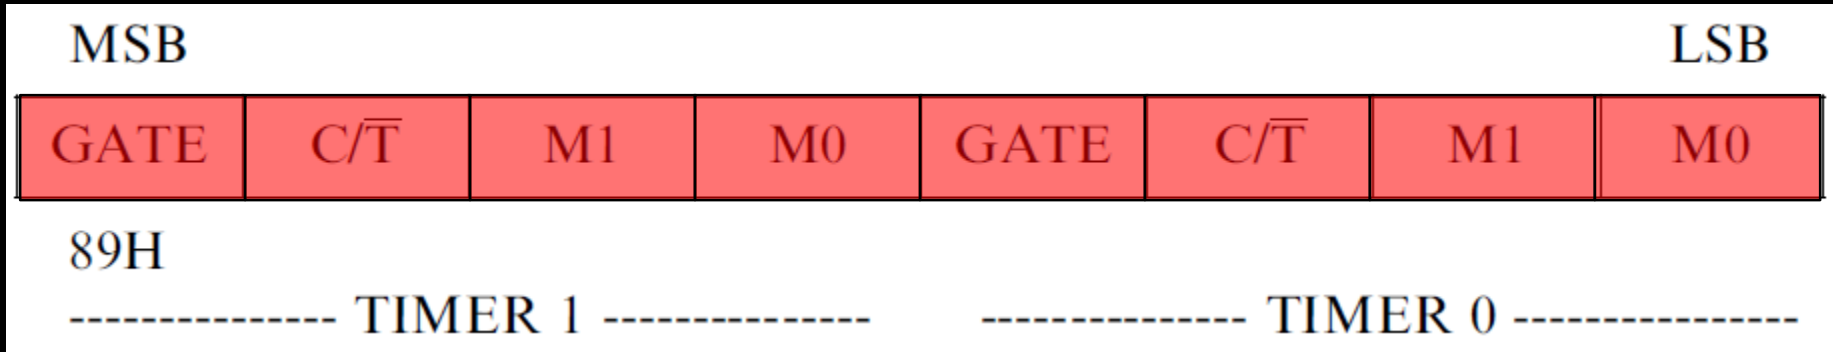 MSB LSB
GATE C/T̅ M1 M0 GATE C/T̅ M1 M0
89H
--------------- TIMER 1 --------------- --------------- TIMER 0 ----------------